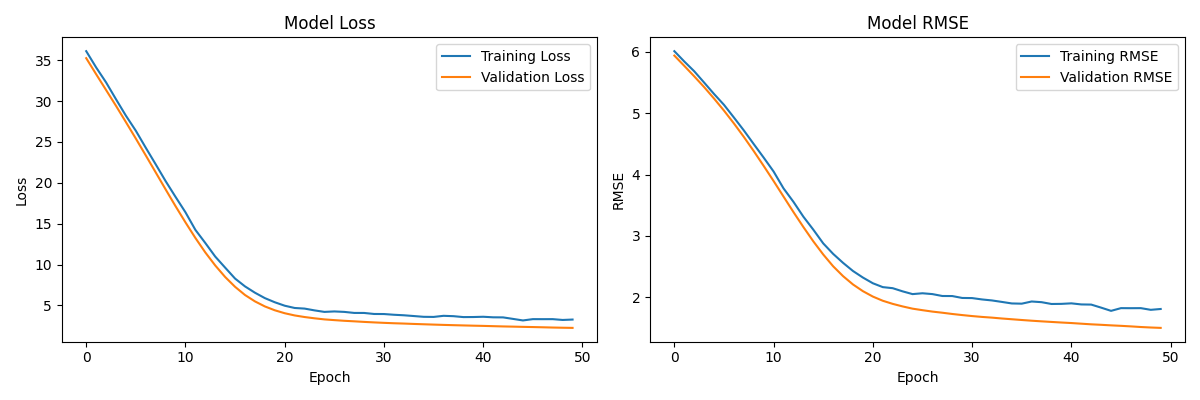 Model Loss
35
30
25
20
15
10
5
Loss
Training Loss
Validation Loss
0 10 20 30 40 50
Epoch
Model RMSE
6
5
4
3
2
RMSE
Training RMSE
Validation RMSE
0 10 20 30 40 50
Epoch